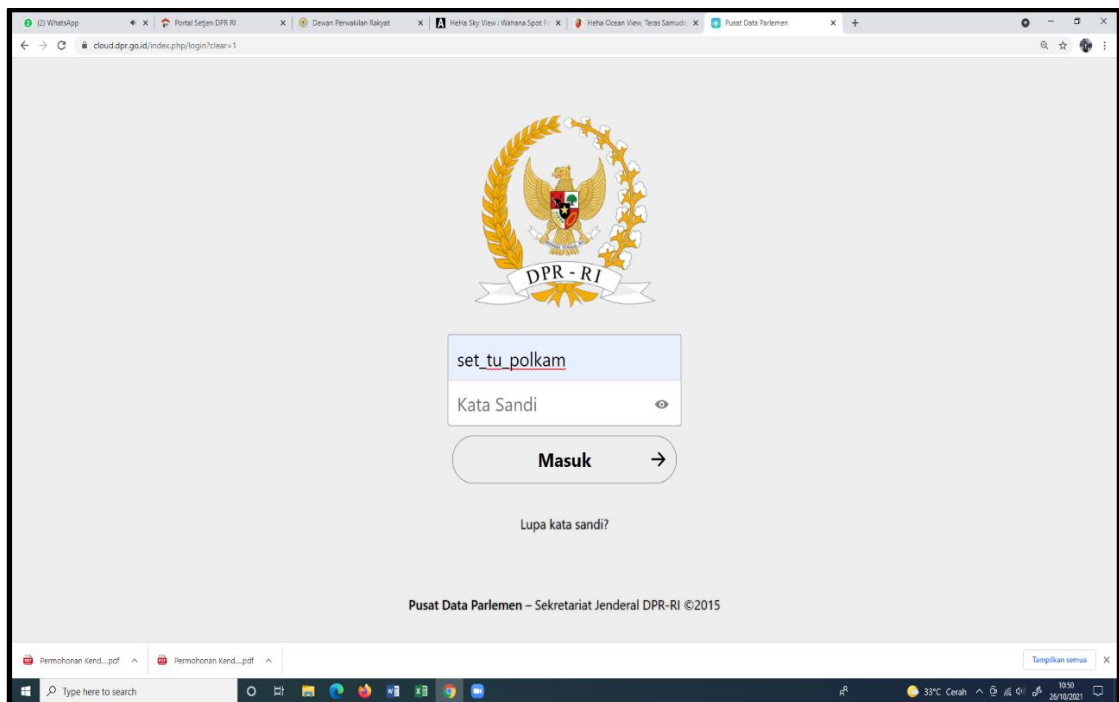 (2) WhatsApp
Portal Setjen DPR RI
Dewan Perwakilan Rakyat
HeHa Sky View : Wahana Spot Fo
Heha Ocean View, Teras Samude
Pusat Data Parlemen
cloud.dpr.go.id/index.php/login?clear=1
DPR - RI
set_tu_polkam
Kata Sandi
Masuk
Lupa kata sandi?
Pusat Data Parlemen – Sekretariat Jenderal DPR-RI ©2015
Permohonan Kend....pdf
Permohonan Kend....pdf
Tampilkan semua
Type here to search
33°C Cerah
10:50
26/10/2021